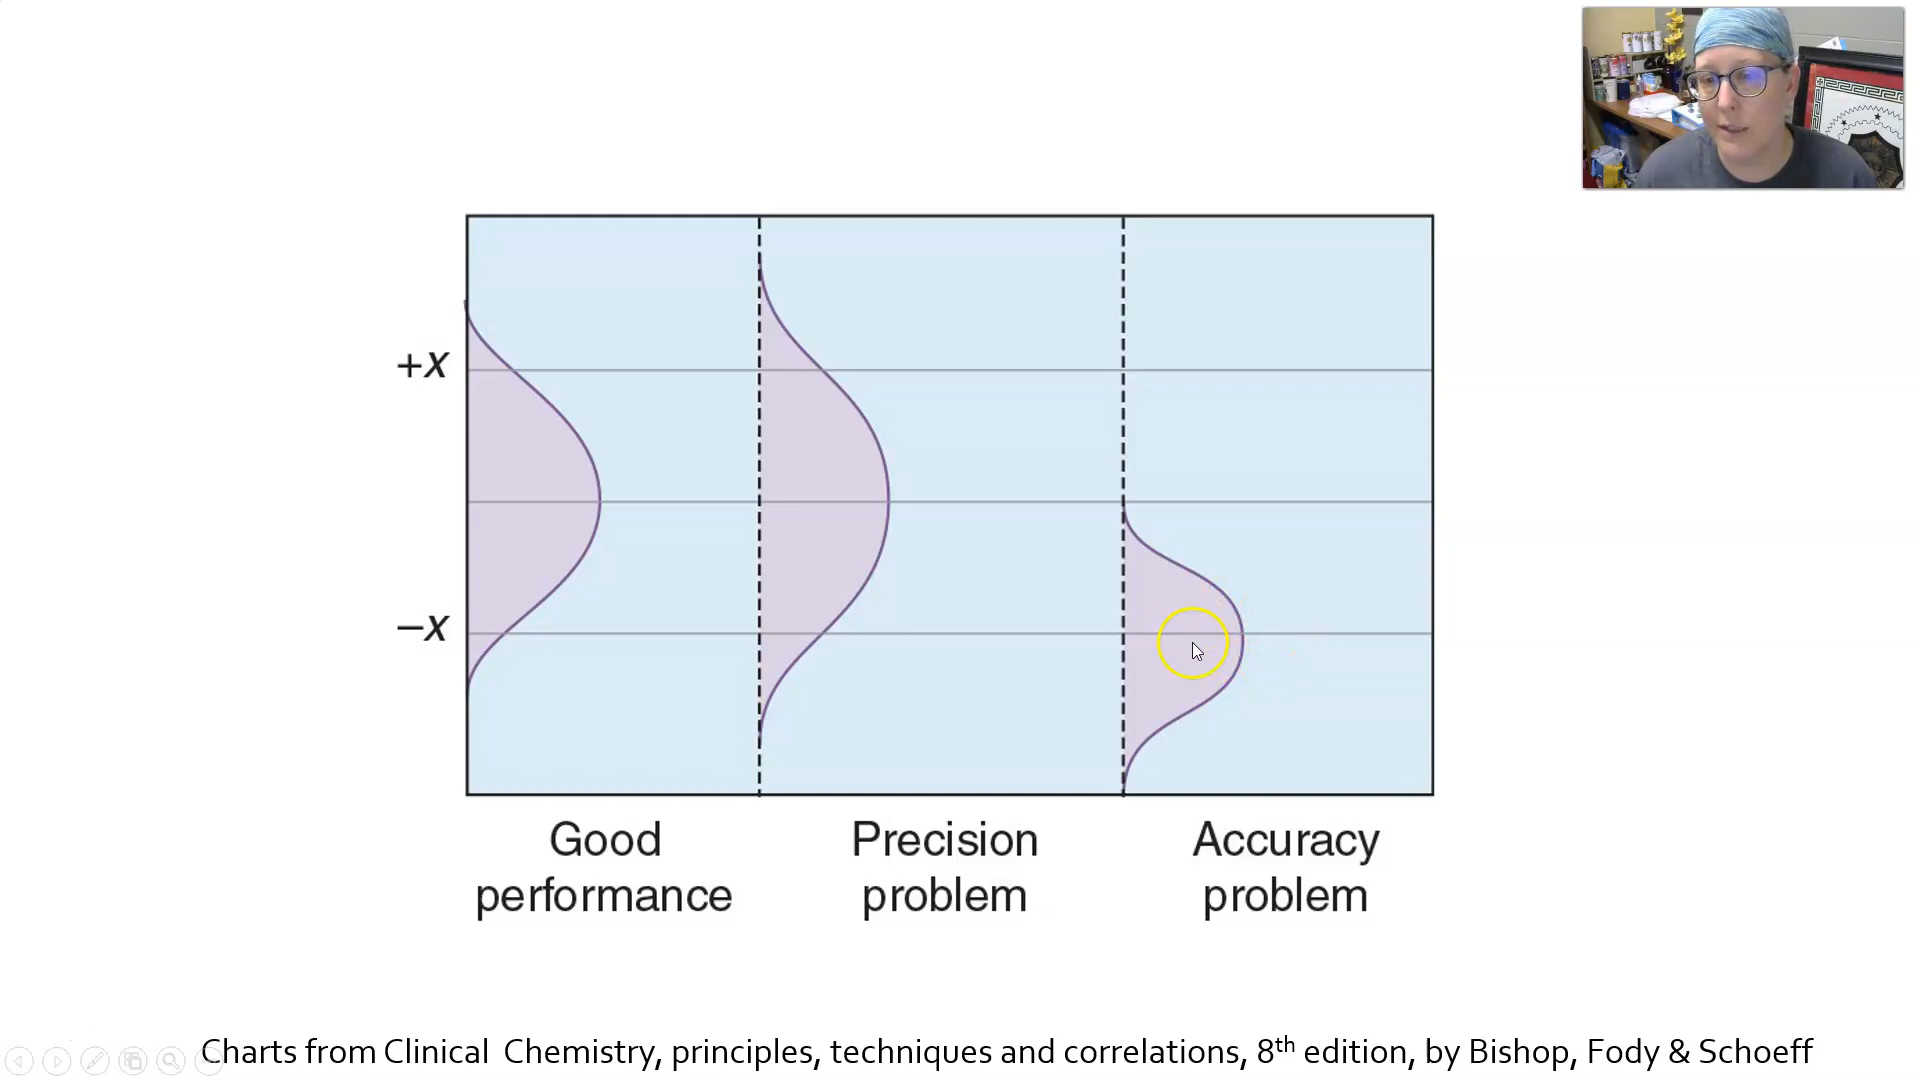 +x
−x
Good performance
Precision problem
Accuracy problem
Charts from Clinical Chemistry, principles, techniques and correlations, 8th edition, by Bishop, Fody & Schoeff